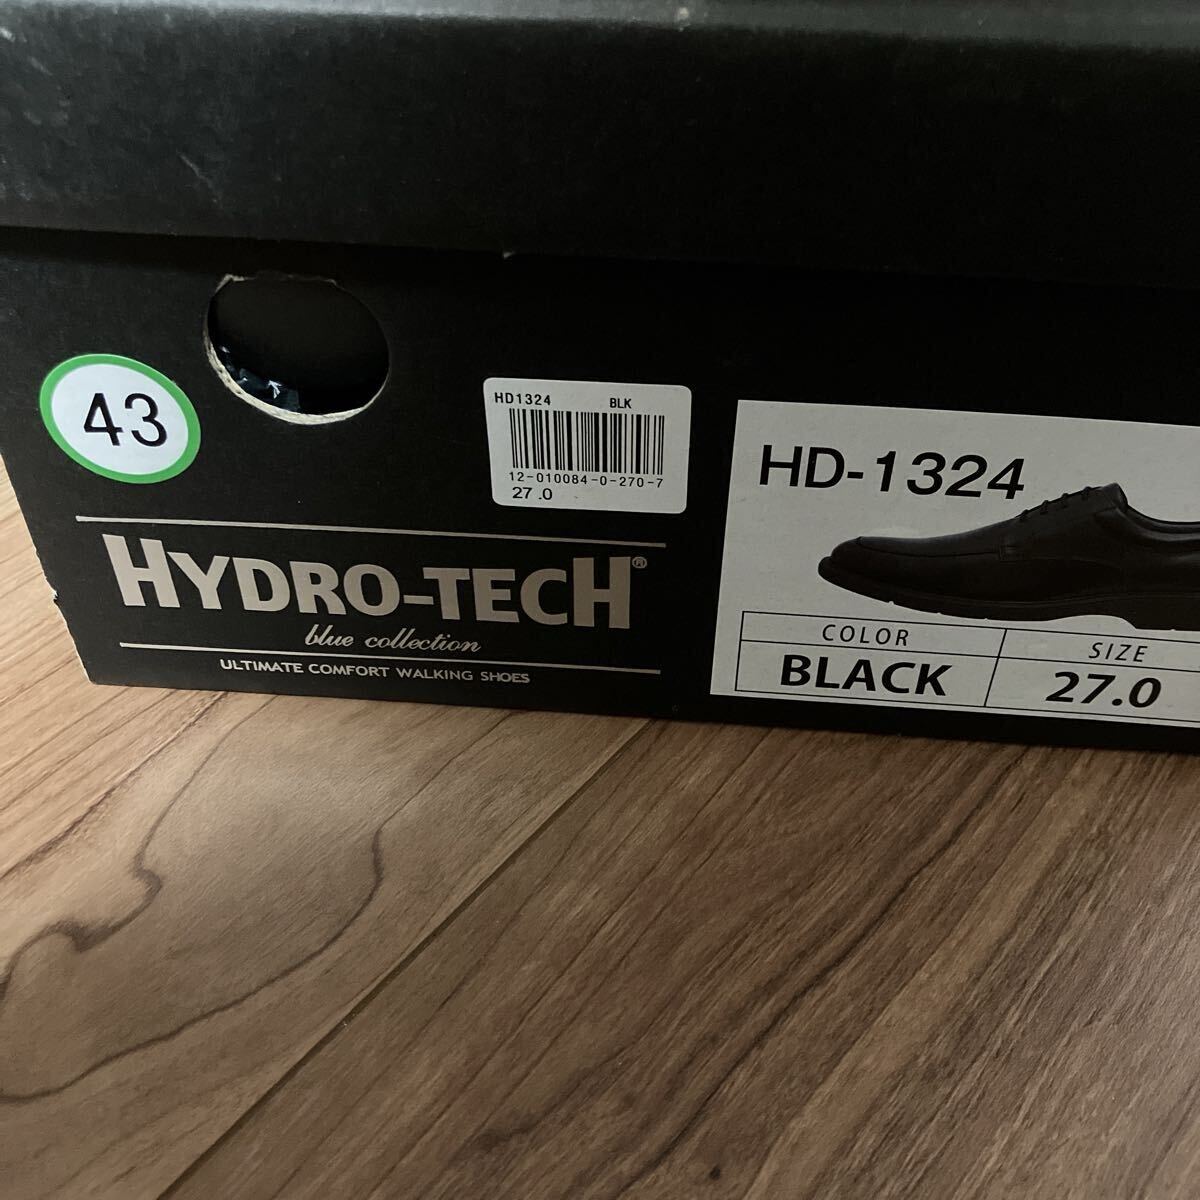 43
HD1324 BLK
12-010084-0-270-7
27.0
HYDRO-TECH®
blue collection
ULTIMATE COMFORT WALKING SHOES
HD-1324
COLOR SIZE
BLACK 27.0